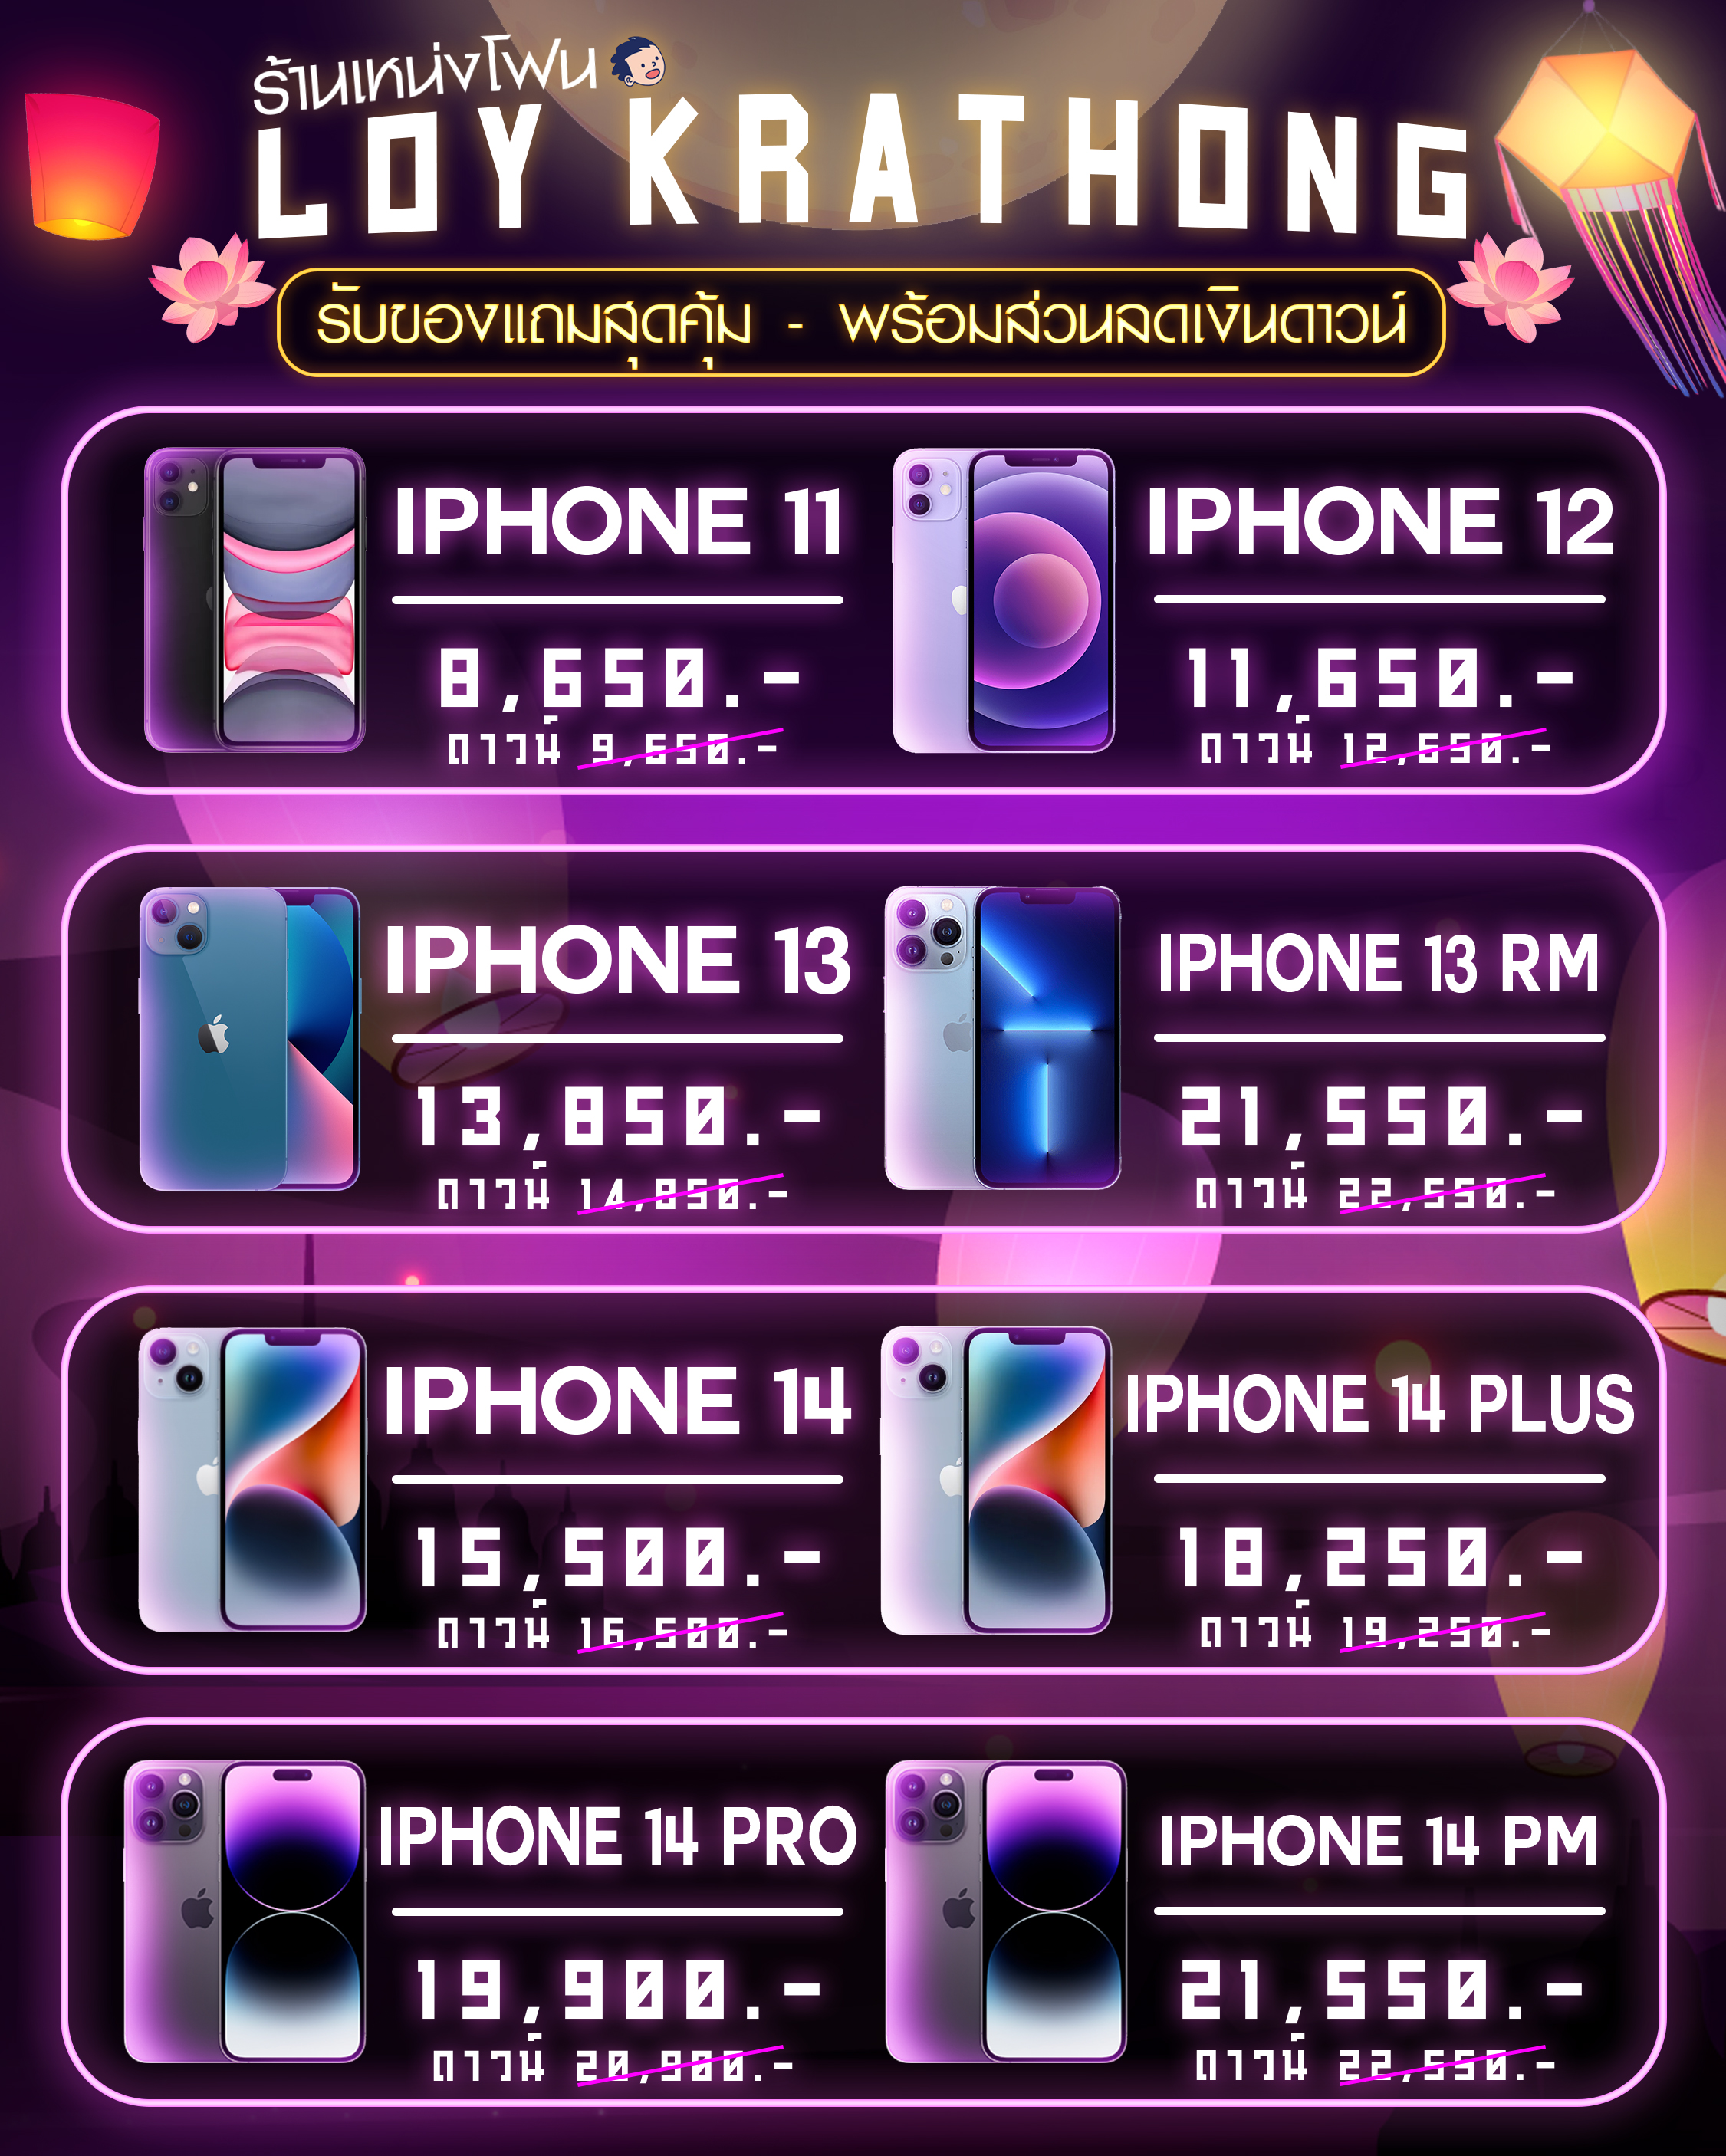 ร้านเหน่งโฟน
LOY KRATHONG
รับของแถมสุดคุ้ม - พร้อมส่วนลดเงินดาวน์
IPHONE 11
8,650.-
ดาวน์ 9,650.-
IPHONE 12
11,650.-
ดาวน์ 12,650.-
IPHONE 13
13,850.-
ดาวน์ 14,850.-
IPHONE 13 RM
21,550.-
ดาวน์ 22,550.-
IPHONE 14
15,500.-
ดาวน์ 16,500.-
IPHONE 14 PLUS
18,250.-
ดาวน์ 19,250.-
IPHONE 14 PRO
19,900.-
ดาวน์ 20,900.-
IPHONE 14 PM
21,550.-
ดาวน์ 22,550.-